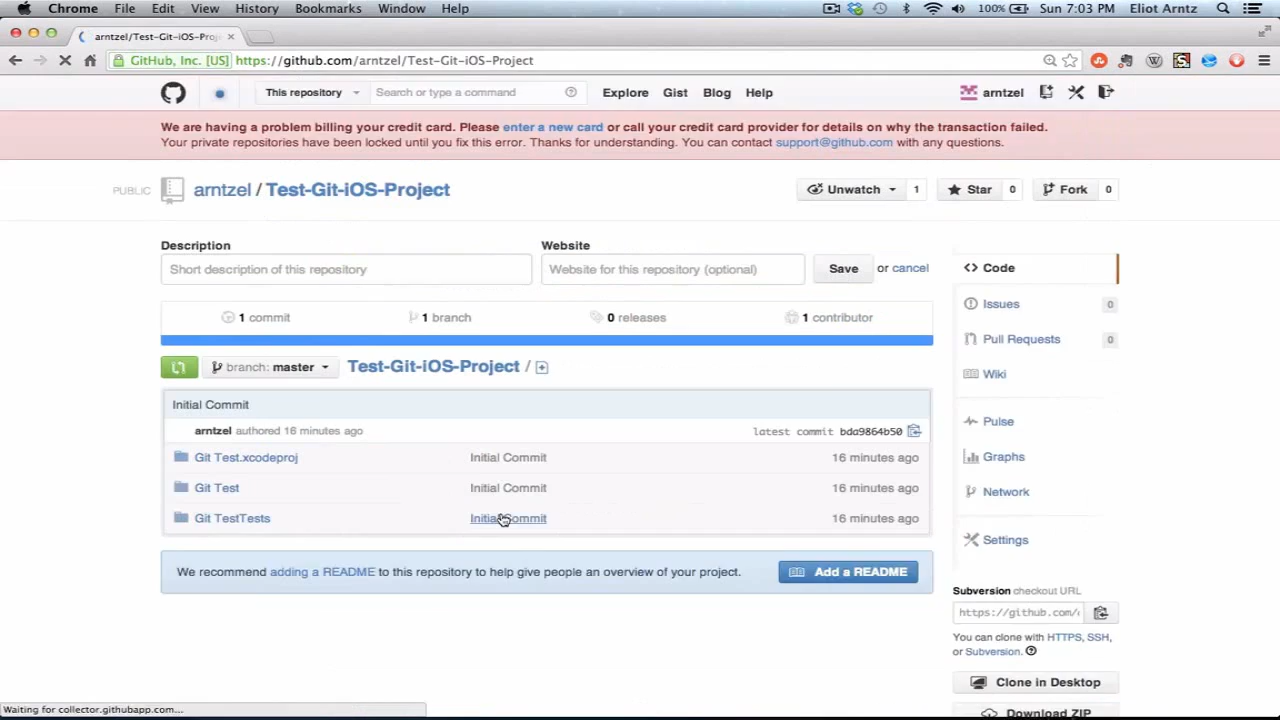 Chrome File Edit View History Bookmarks Window Help 100% Sun 7:03 PM Eliot Arntz
arntzel/Test-Git-iOS-Proj
GitHub, Inc. [US] https://github.com/arntzel/Test-Git-iOS-Project
This repository Search or type a command Explore Gist Blog Help arntzel
We are having a problem billing your credit card. Please enter a new card or call your credit card provider for details on why the transaction failed.
Your private repositories have been locked until you fix this error. Thanks for understanding. You can contact support@github.com with any questions.
PUBLIC arntzel / Test-Git-iOS-Project Unwatch 1 Star 0 Fork 0
Description Website
Short description of this repository Website for this repository (optional) Save or cancel
1 commit 1 branch 0 releases 1 contributor
branch: master Test-Git-iOS-Project /
Initial Commit
arntzel authored 16 minutes ago latest commit bda9864b50
Git Test.xcodeproj Initial Commit 16 minutes ago
Git Test Initial Commit 16 minutes ago
Git TestTests Initial Commit 16 minutes ago
We recommend adding a README to this repository to help give people an overview of your project. Add a README
Code
Issues 0
Pull Requests 0
Wiki
Pulse
Graphs
Network
Settings
Subversion checkout URL
https://github.com/
You can clone with HTTPS, SSH,
or Subversion.
Clone in Desktop
Download ZIP
Waiting for collector.githubapp.com...